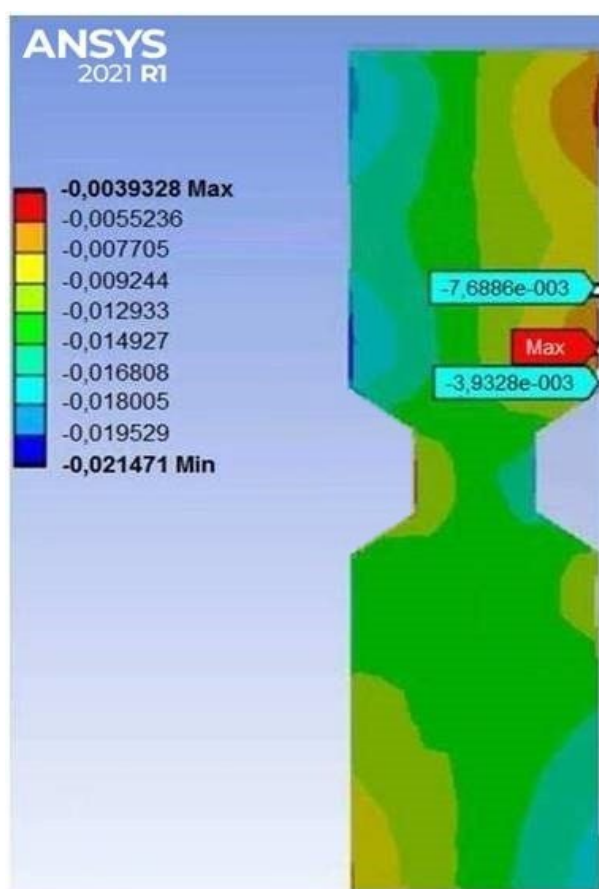 ANSYS
2021 R1
-0,0039328 Max
-0,0055236
-0,007705
-0,009244
-0,012933
-0,014927
-0,016808
-0,018005
-0,019529
-0,021471 Min
-7,6886e-003
Max
-3,9328e-003